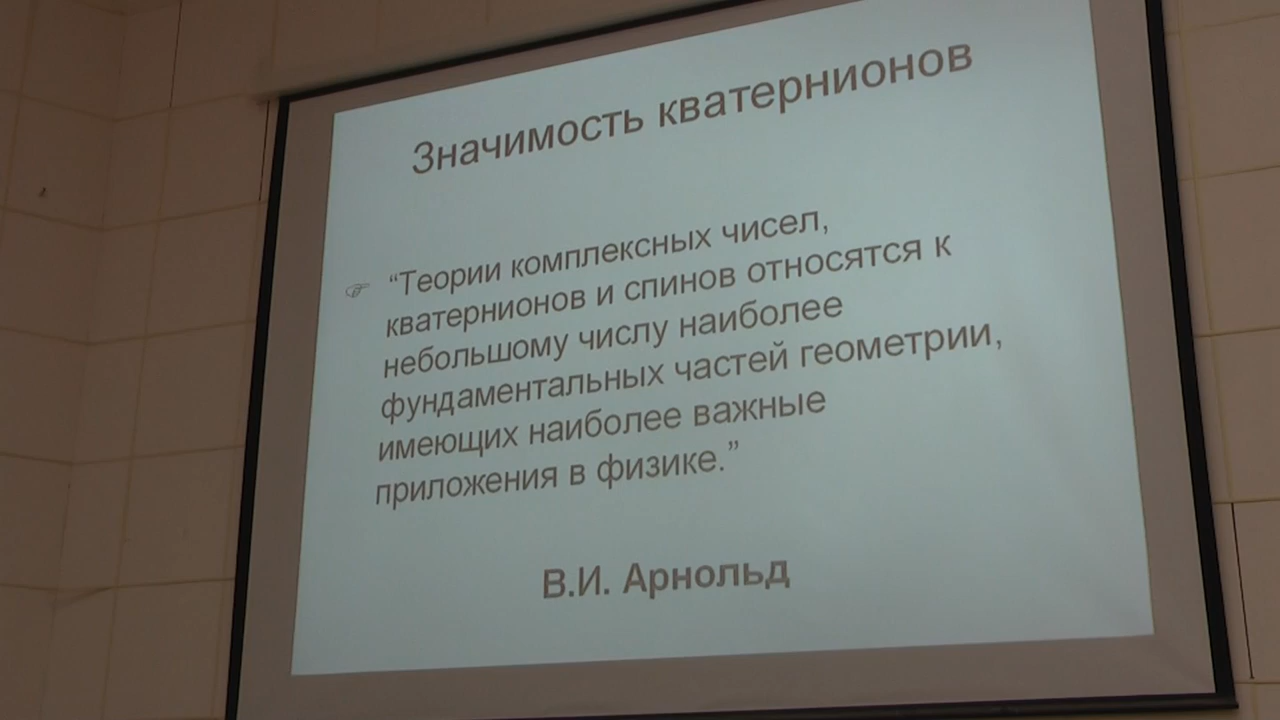 Значимость кватернионов
☞ “Теории комплексных чисел,
кватернионов и спинов относятся к
небольшому числу наиболее
фундаментальных частей геометрии,
имеющих наиболее важные
приложения в физике.”
В.И. Арнольд